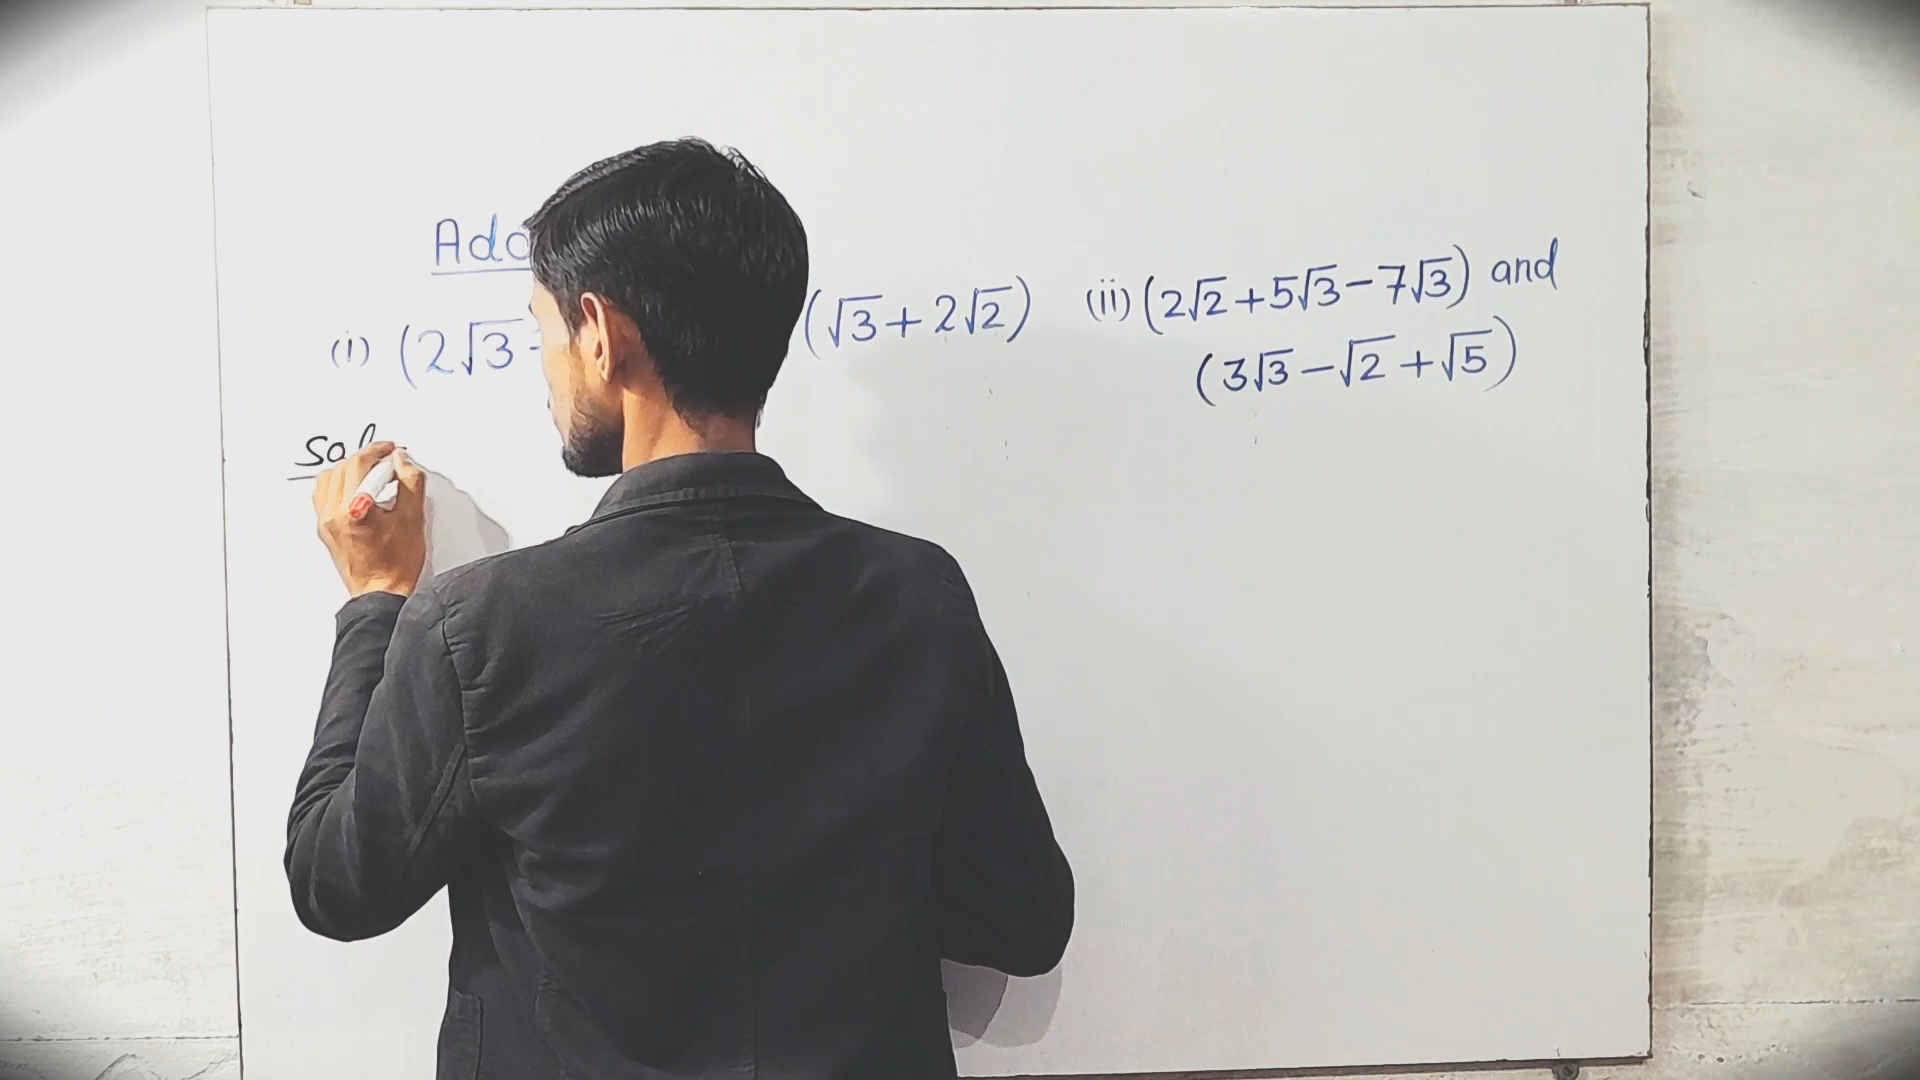 Add
(i) (2√3 - (√3+2√2) (ii) (2√2+5√3-7√3) and
(3√3-√2+√5)
Sol